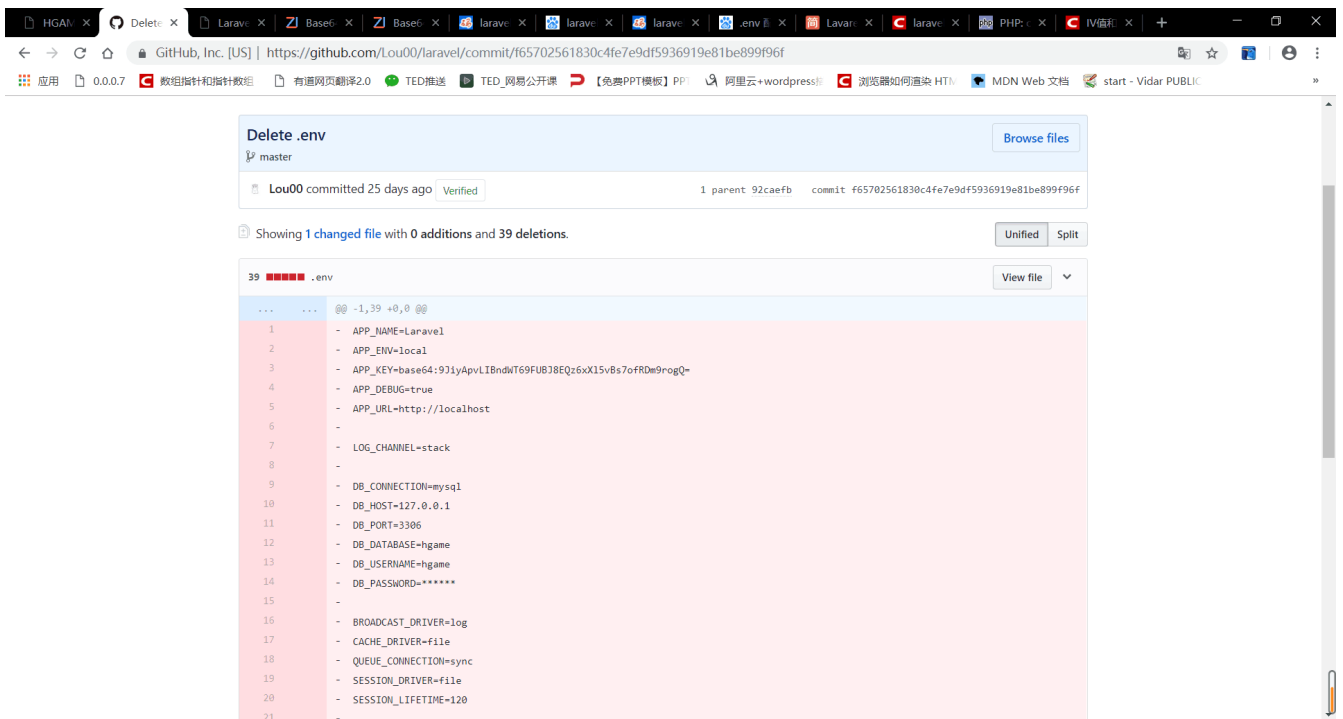 HGAM
Delete
Larave
Base6
Base6
larave
larave
larave
.env 配
Lavare
larave
PHP: c
IV值和
GitHub, Inc. [US] | https://github.com/Lou00/laravel/commit/f65702561830c4fe7e9df5936919e81be899f96f
应用
0.0.0.7
数组指针和指针数组
有道网页翻译2.0
TED推送
TED_网易公开课
【免费PPT模板】PP
阿里云+wordpress
浏览器如何渲染 HTM
MDN Web 文档
start - Vidar PUBLIC
»
Delete .env
Browse files
master
Lou00 committed 25 days ago Verified
1 parent 92caefb commit f65702561830c4fe7e9df5936919e81be899f96f
Showing 1 changed file with 0 additions and 39 deletions.
Unified Split
39 .env
View file
... ... @@ -1,39 +0,0 @@
1 - APP_NAME=Laravel
2 - APP_ENV=local
3 - APP_KEY=base64:9JiyApvLIBndWT69FUBJ8EQz6xXl5vBs7ofRDm9rogQ=
4 - APP_DEBUG=true
5 - APP_URL=http://localhost
6 -
7 - LOG_CHANNEL=stack
8 -
9 - DB_CONNECTION=mysql
10 - DB_HOST=127.0.0.1
11 - DB_PORT=3306
12 - DB_DATABASE=hgame
13 - DB_USERNAME=hgame
14 - DB_PASSWORD=******
15 -
16 - BROADCAST_DRIVER=log
17 - CACHE_DRIVER=file
18 - QUEUE_CONNECTION=sync
19 - SESSION_DRIVER=file
20 - SESSION_LIFETIME=120
21 -